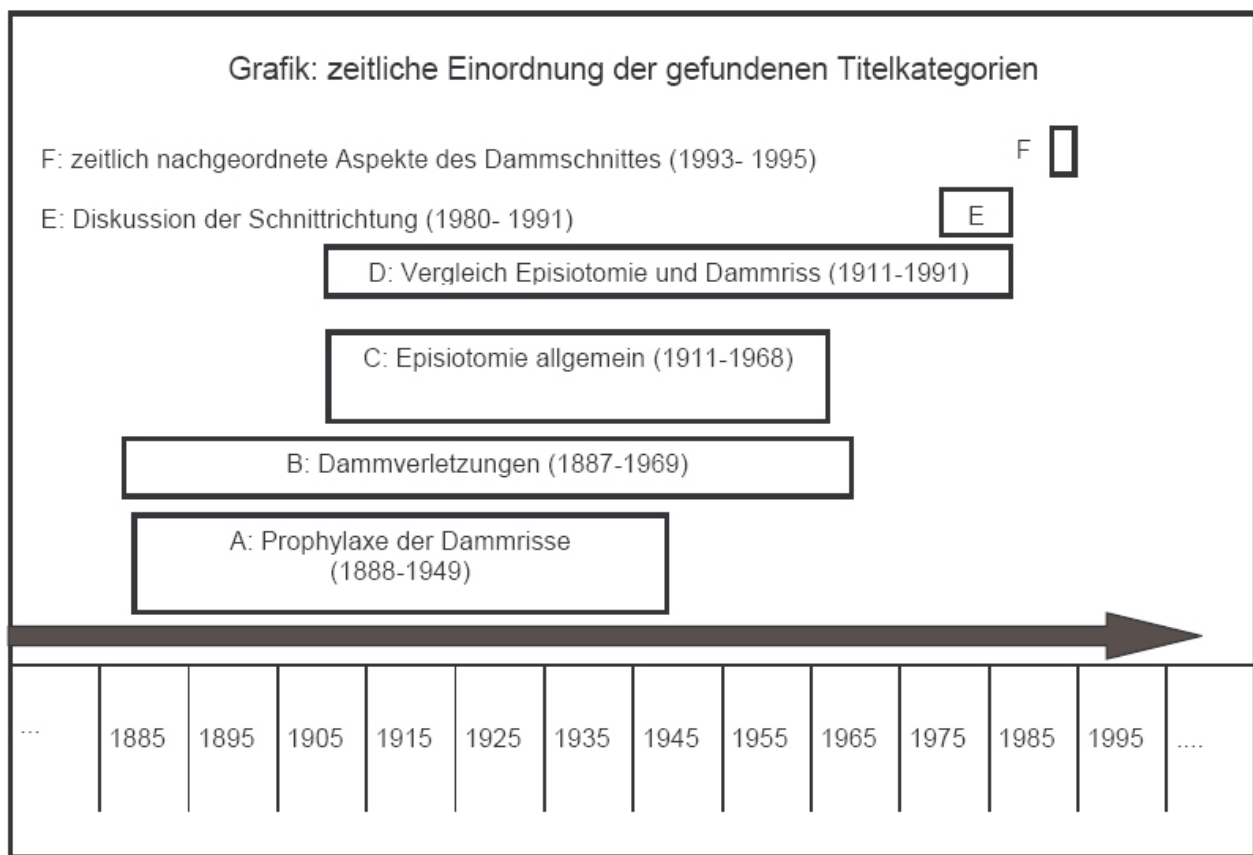 Grafik: zeitliche Einordnung der gefundenen Titelkategorien
F: zeitlich nachgeordnete Aspekte des Dammschnittes (1993- 1995)
F
E: Diskussion der Schnittrichtung (1980- 1991)
E
D: Vergleich Episiotomie und Dammriss (1911-1991)
C: Episiotomie allgemein (1911-1968)
B: Dammverletzungen (1887-1969)
A: Prophylaxe der Dammrisse
(1888-1949)
... 1885 1895 1905 1915 1925 1935 1945 1955 1965 1975 1985 1995 ....